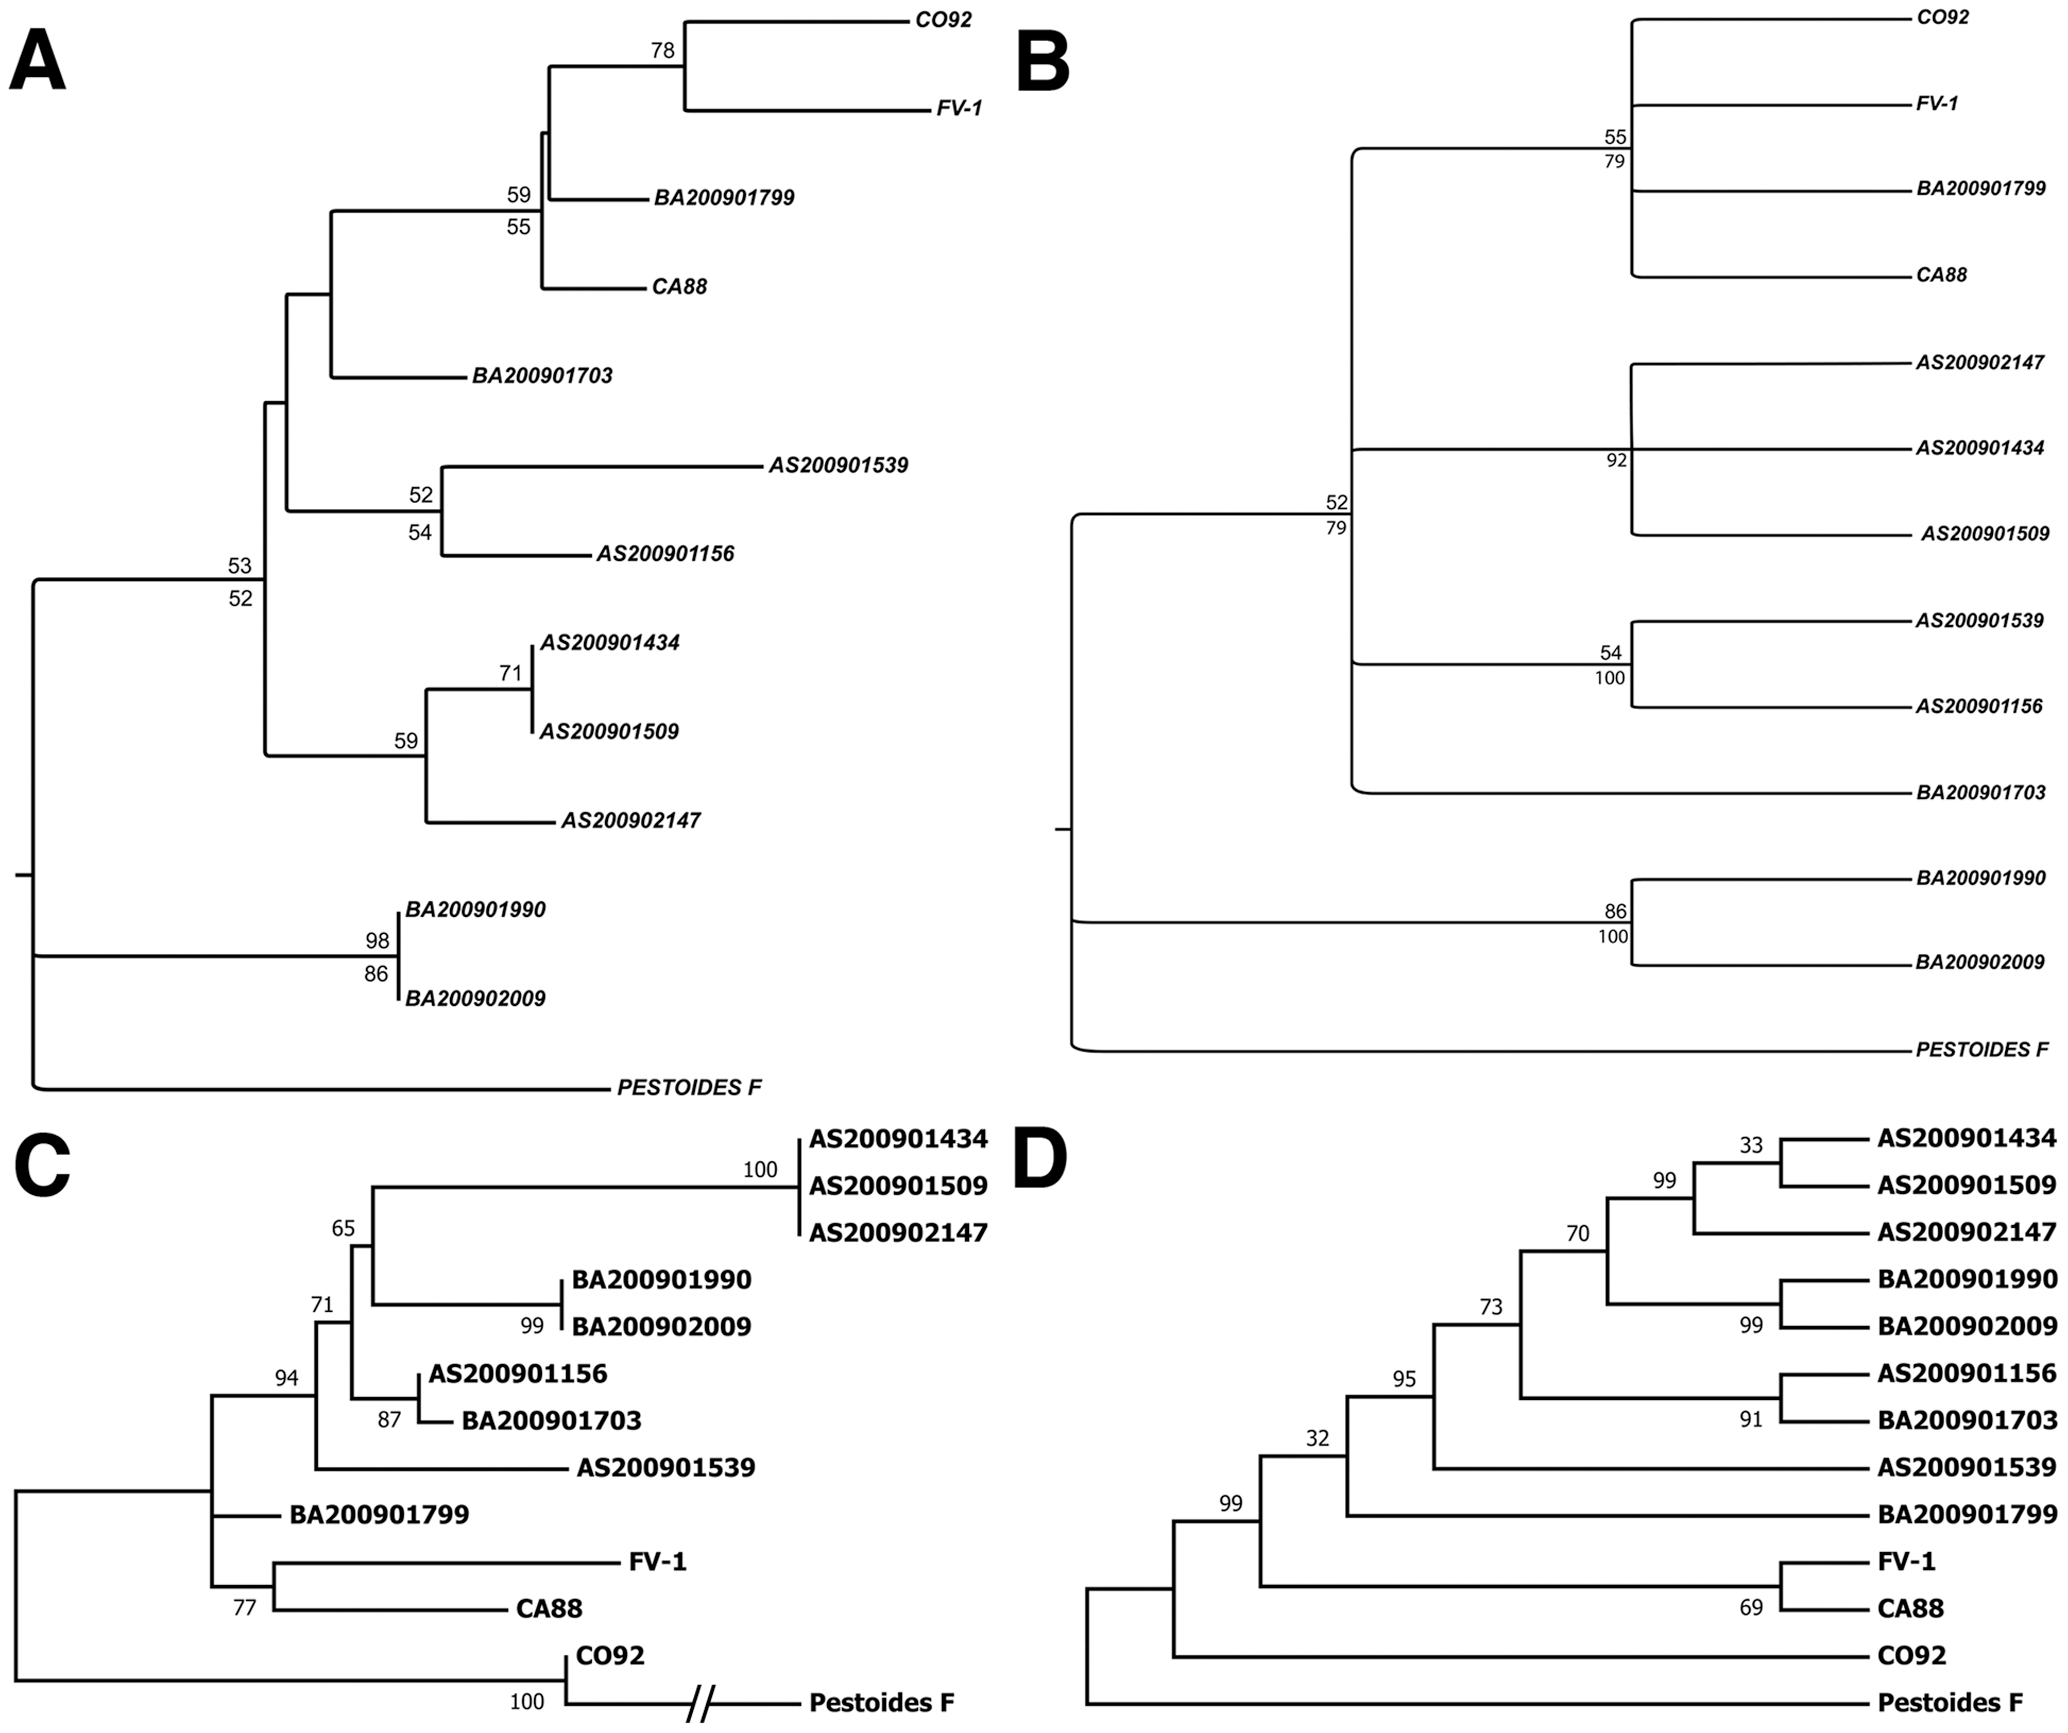 A
CO92
78
FV-1
59
BA200901799
55
CA88
BA200901703
AS200901539
52
54
AS200901156
53
52
AS200901434
71
AS200901509
59
AS200902147
BA200901990
98
86
BA200902009
PESTOIDES F
B
CO92
FV-1
55
79
BA200901799
CA88
AS200902147
AS200901434
92
52
79
AS200901509
AS200901539
54
100
AS200901156
BA200901703
BA200901990
86
100
BA200902009
PESTOIDES F
C
AS200901434
100
AS200901509
65
AS200902147
BA200901990
71
99
BA200902009
AS200901156
94
87
BA200901703
AS200901539
BA200901799
FV-1
77
CA88
CO92
100
Pestoides F
D
33
AS200901434
99
AS200901509
70
AS200902147
BA200901990
73
99
BA200902009
AS200901156
95
91
BA200901703
32
AS200901539
99
BA200901799
FV-1
69
CA88
CO92
Pestoides F